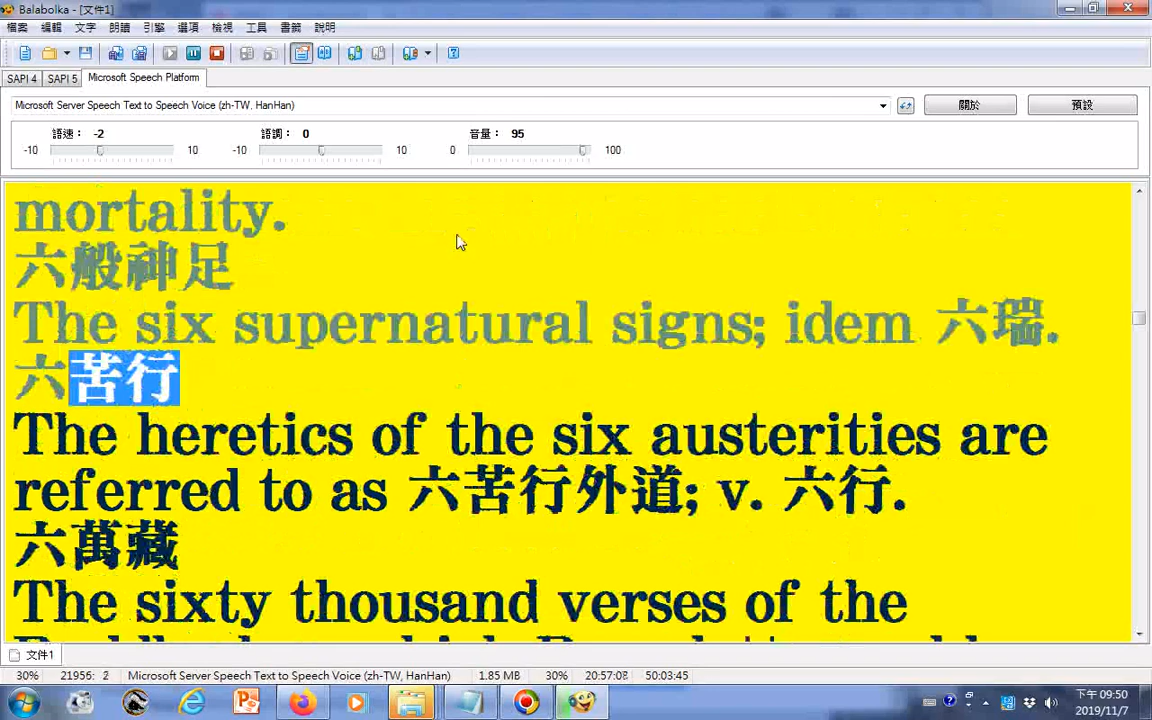 Balabolka - [文件1]
檔案 編輯 文字 朗讀 引擎 選項 檢視 工具 書籤 說明
SAPI 4 SAPI 5 Microsoft Speech Platform
Microsoft Server Speech Text to Speech Voice (zh-TW, HanHan) 關於 預設
語速: -2 語調: 0 音量: 95
-10 10 -10 10 0 100
mortality.
六般神足
The six supernatural signs; idem 六瑞.
六苦行
The heretics of the six austerities are
referred to as 六苦行外道; v. 六行.
六萬藏
The sixty thousand verses of the
文件1
30% 21956: 2 Microsoft Server Speech Text to Speech Voice (zh-TW, HanHan) 1.85 MB 30% 20:57:08 50:03:45
下午 09:50
2019/11/7